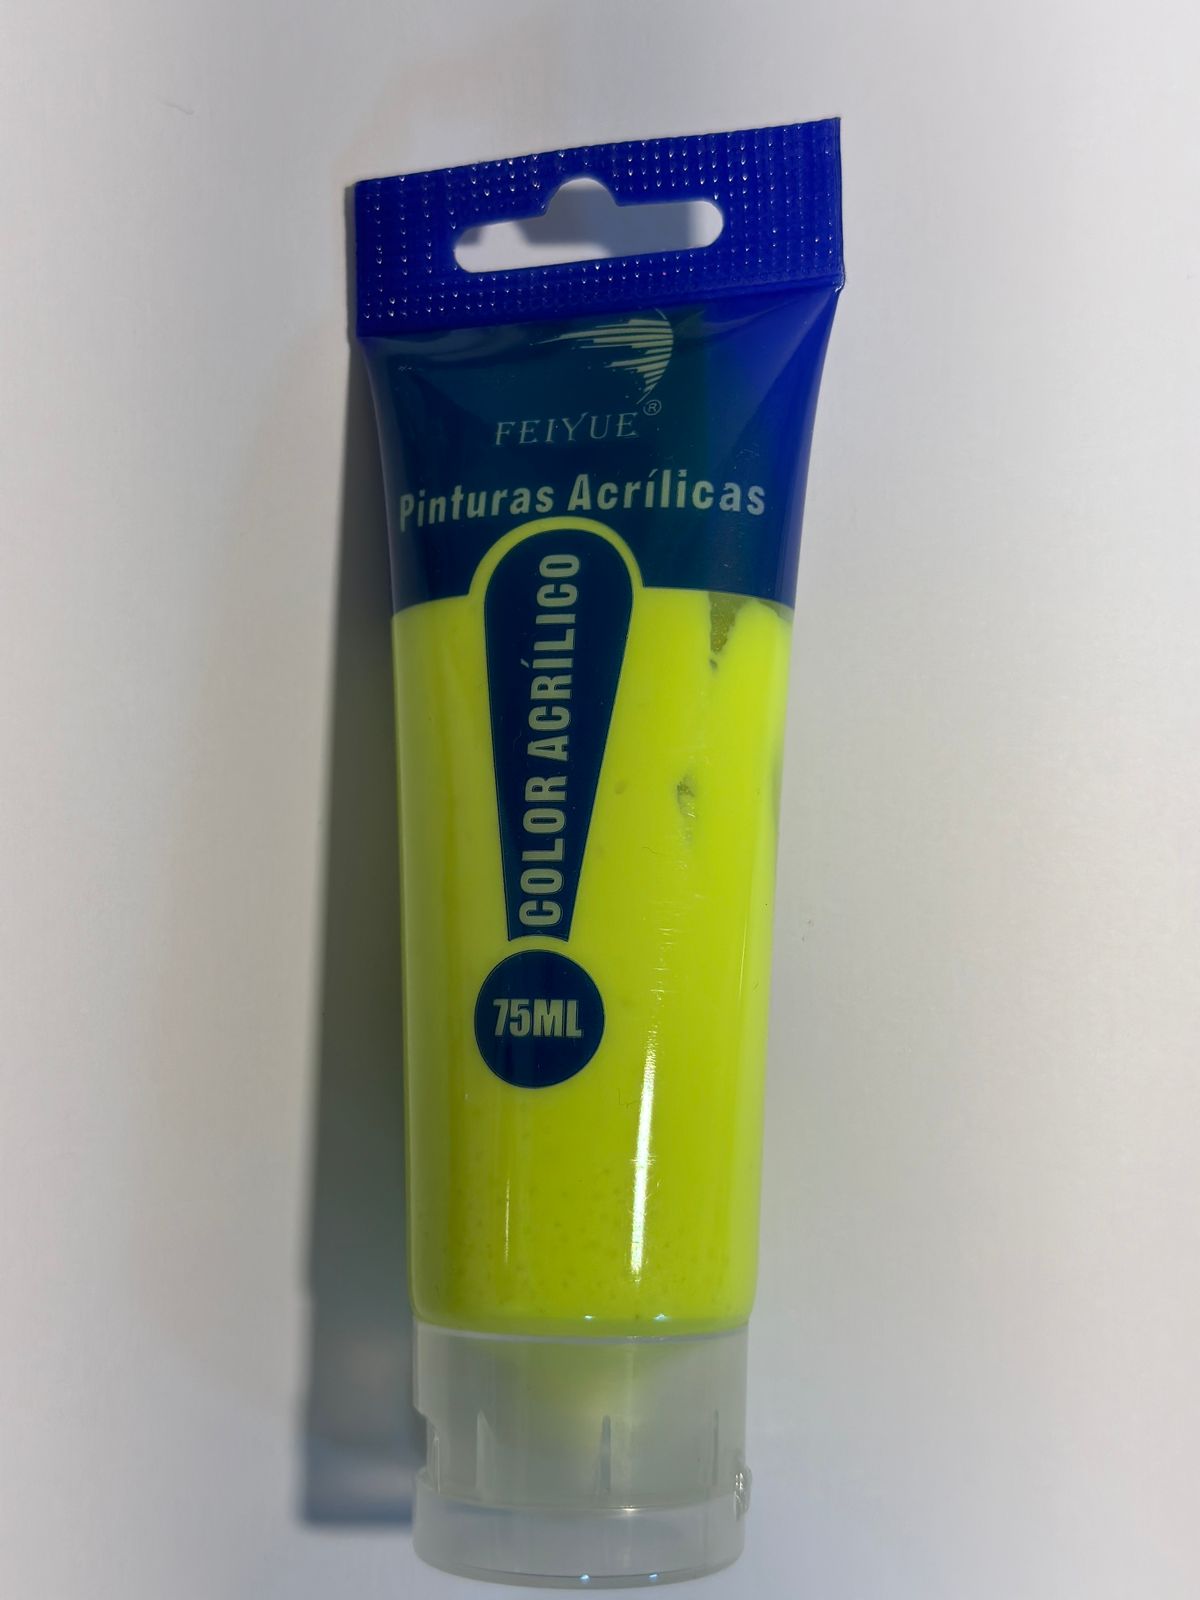 FEIYUE®
Pinturas Acrílicas
COLOR ACRÍLICO
75ML